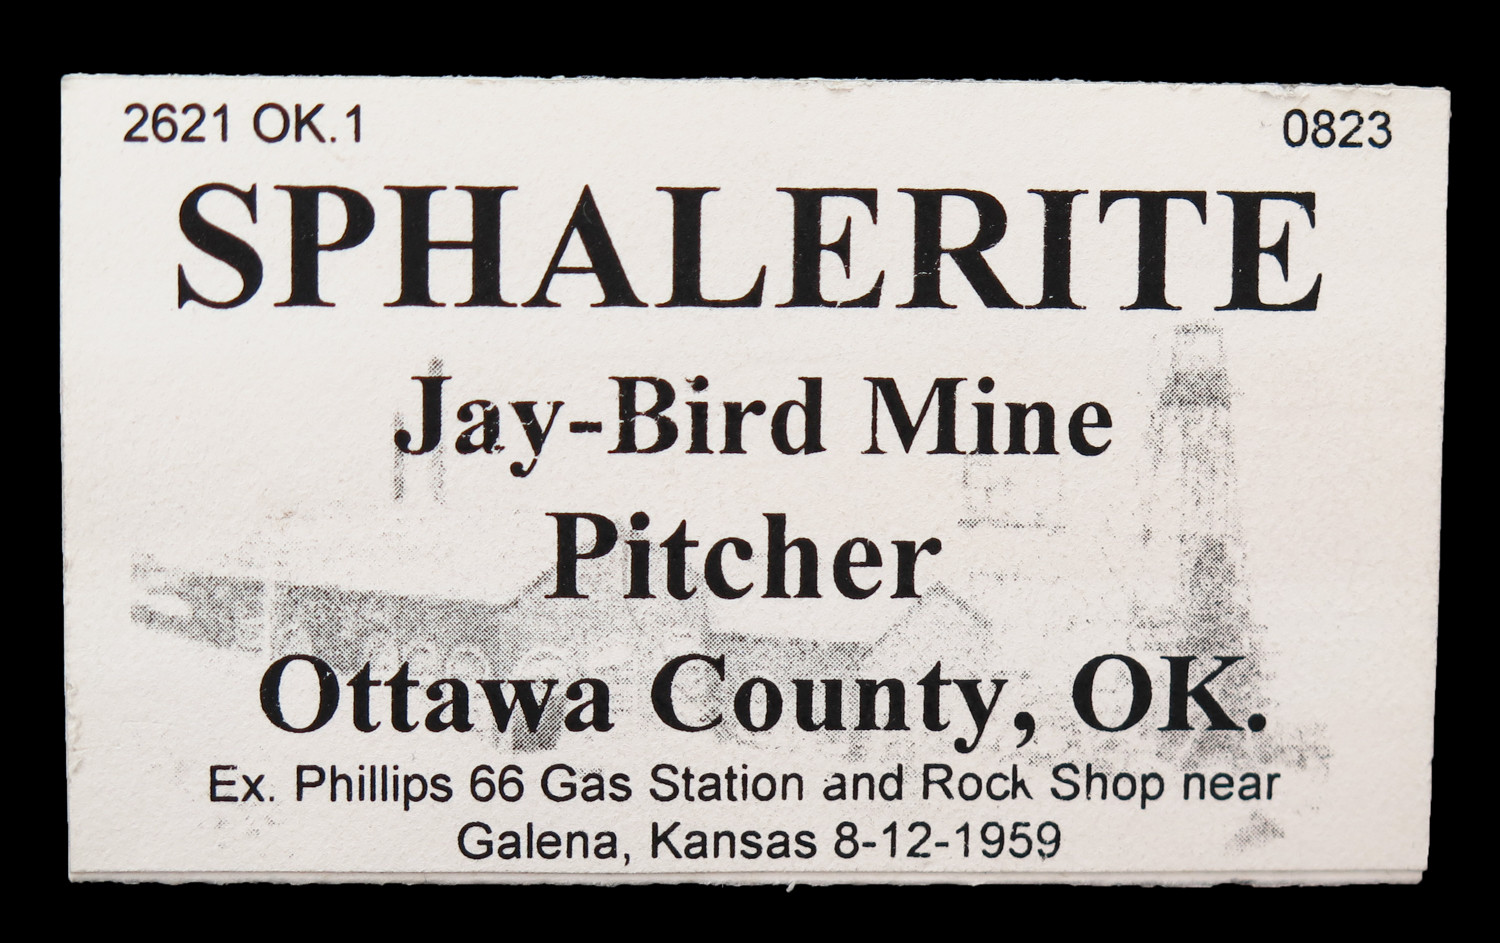 2621 OK.1 0823
SPHALERITE
Jay-Bird Mine
Pitcher
Ottawa County, OK.
Ex. Phillips 66 Gas Station and Rock Shop near
Galena, Kansas 8-12-1959